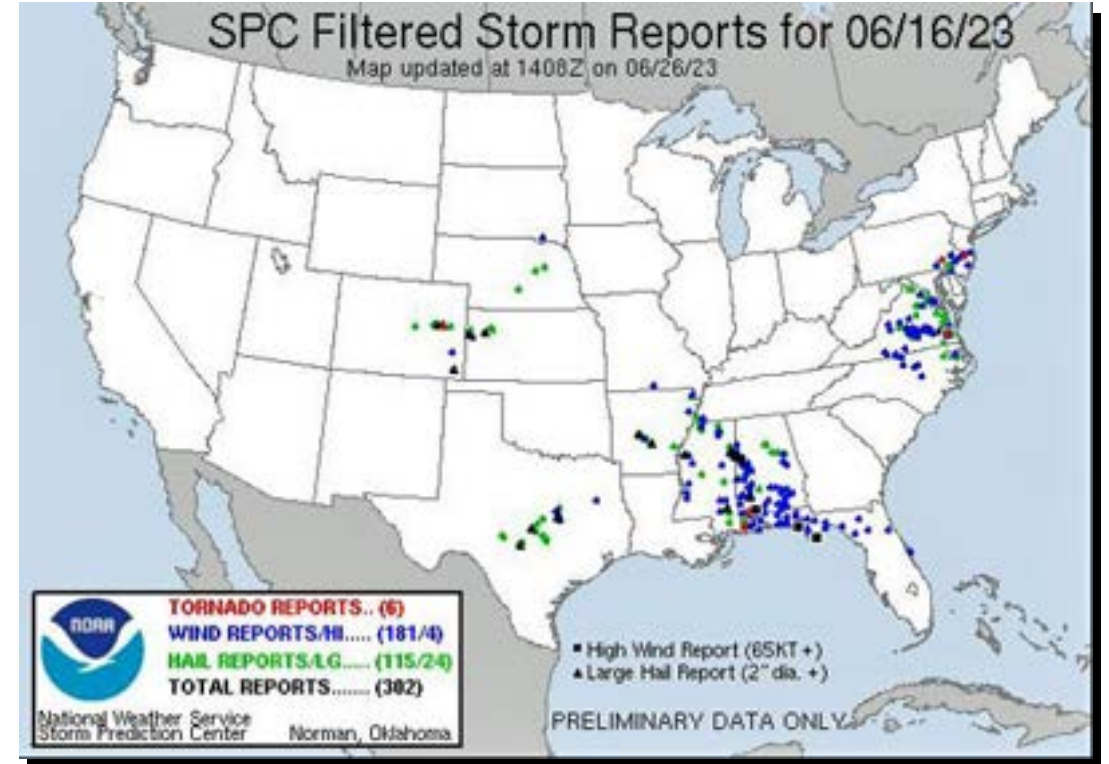 SPC Filtered Storm Reports for 06/16/23
Map updated at 1408Z on 06/26/23
NOAA
TORNADO REPORTS.. (6)
WIND REPORTS/HI..... (181/4)
HAIL REPORTS/LG..... (115/24)
TOTAL REPORTS....... (302)
National Weather Service
Storm Prediction Center Norman, Oklahoma
High Wind Report (65KT +)
Large Hail Report (2" dia. +)
PRELIMINARY DATA ONLY.